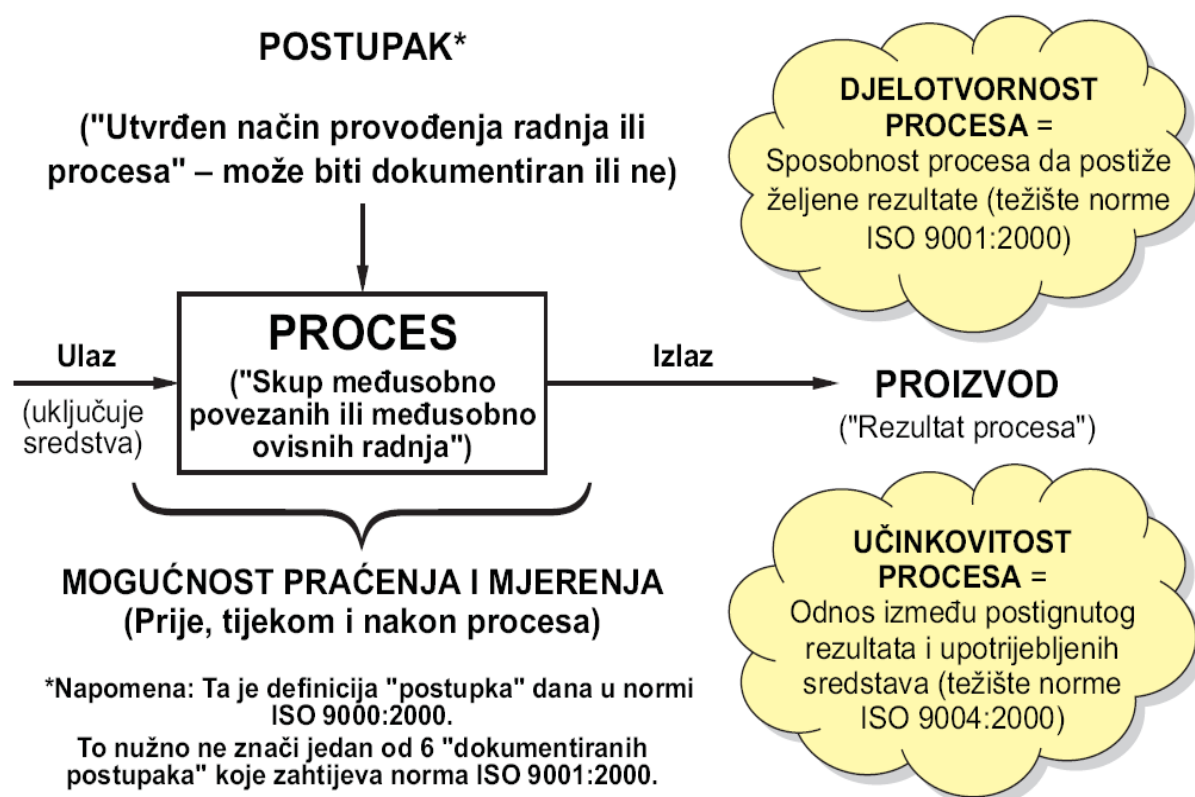 POSTUPAK*
("Utvrđen način provođenja radnja ili
procesa" – može biti dokumentiran ili ne)
DJELOTVORNOST
PROCESA =
Sposobnost procesa da postiže
željene rezultate (težište norme
ISO 9001:2000)
Ulaz
(uključuje
sredstva)
PROCES
("Skup međusobno
povezanih ili međusobno
ovisnih radnja")
Izlaz
PROIZVOD
("Rezultat procesa")
MOGUĆNOST PRAĆENJA I MJERENJA
(Prije, tijekom i nakon procesa)
UČINKOVITOST
PROCESA =
Odnos između postignutog
rezultata i upotrijebljenih
sredstava (težište norme
ISO 9004:2000)
*Napomena: Ta je definicija "postupka" dana u normi
ISO 9000:2000.
To nužno ne znači jedan od 6 "dokumentiranih
postupaka" koje zahtijeva norma ISO 9001:2000.